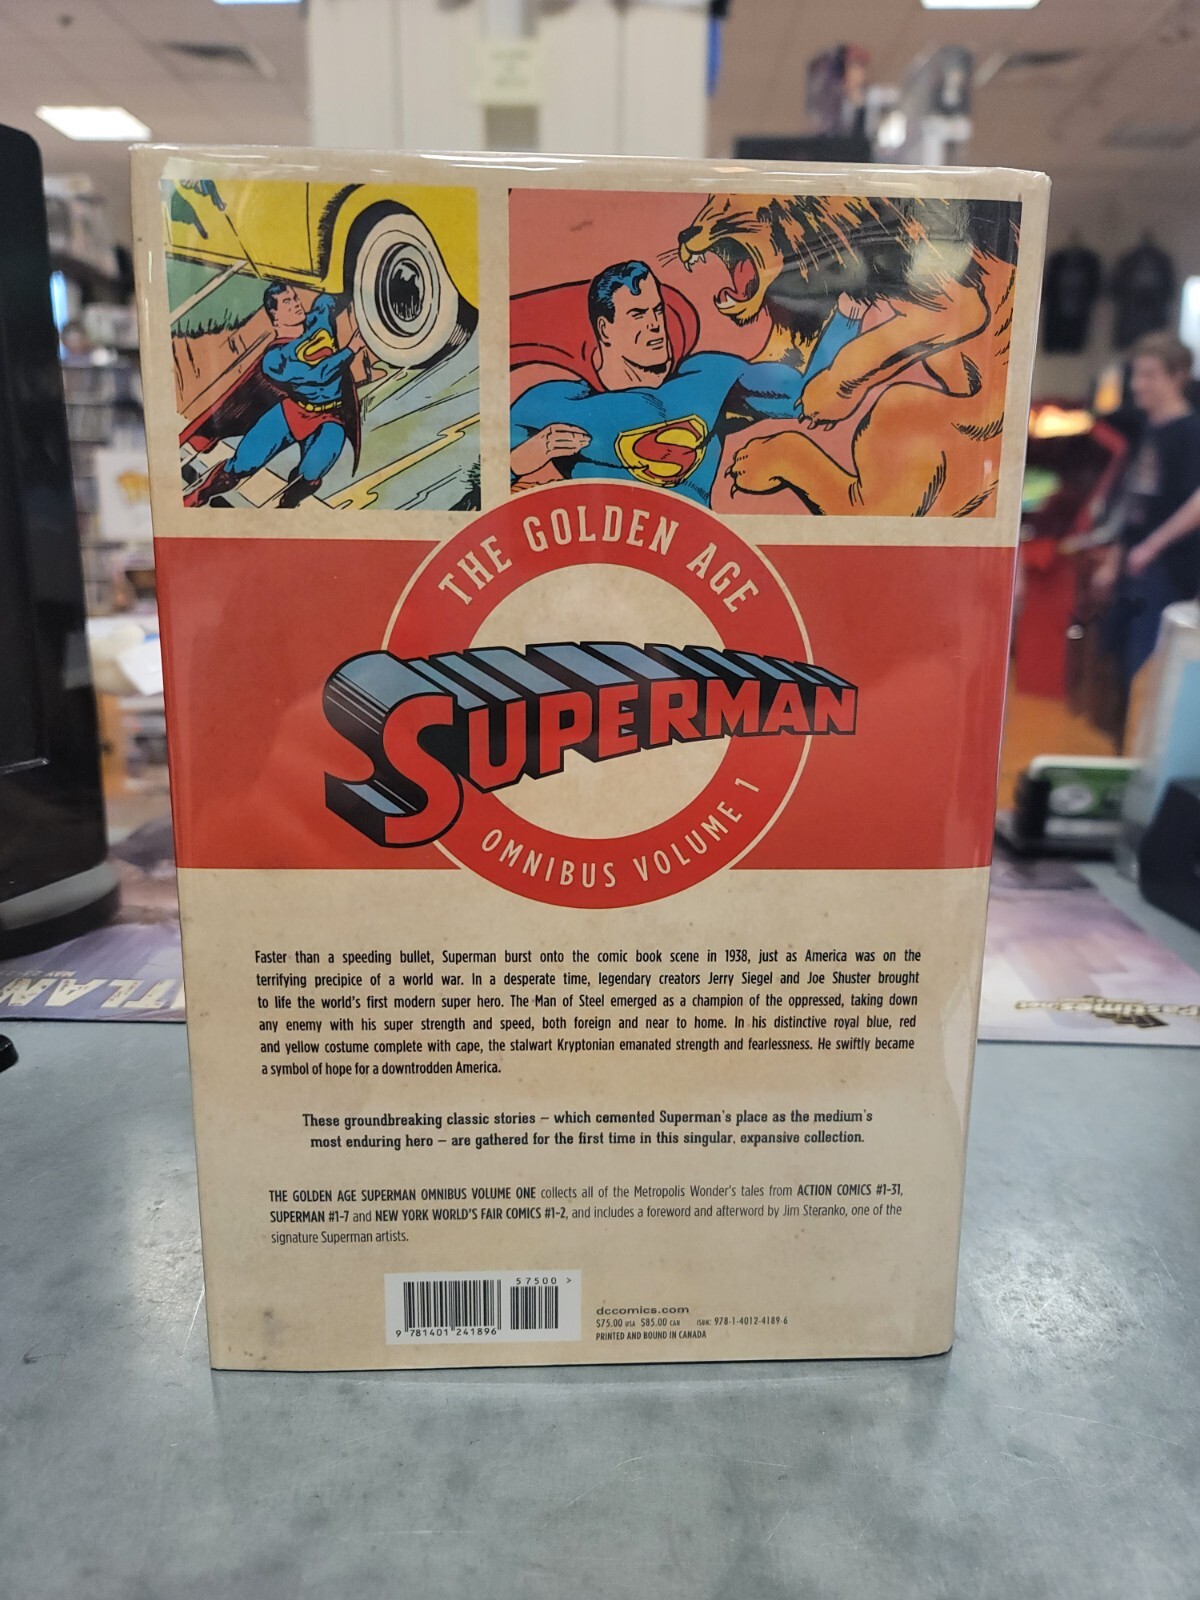 THE GOLDEN AGE
SUPERMAN
OMNIBUS VOLUME 1
Faster than a speeding bullet, Superman burst onto the comic book scene in 1938, just as America was on the
terrifying precipice of a world war. In a desperate time, legendary creators Jerry Siegel and Joe Shuster brought
to life the world's first modern super hero. The Man of Steel emerged as a champion of the oppressed, taking down
any enemy with his super strength and speed, both foreign and near to home. In his distinctive royal blue, red
and yellow costume complete with cape, the stalwart Kryptonian emanated strength and fearlessness. He swiftly became
a symbol of hope for a downtrodden America.
These groundbreaking classic stories – which cemented Superman's place as the medium's
most enduring hero – are gathered for the first time in this singular, expansive collection.
THE GOLDEN AGE SUPERMAN OMNIBUS VOLUME ONE collects all of the Metropolis Wonder's tales from ACTION COMICS #1-31,
SUPERMAN #1-7 and NEW YORK WORLD'S FAIR COMICS #1-2, and includes a foreword and afterword by Jim Steranko, one of the
signature Superman artists.
57500 >
9 781401 241896
dccomics.com
$75.00 USA $85.00 CAN ISBN: 978-1-4012-4189-6
PRINTED AND BOUND IN CANADA